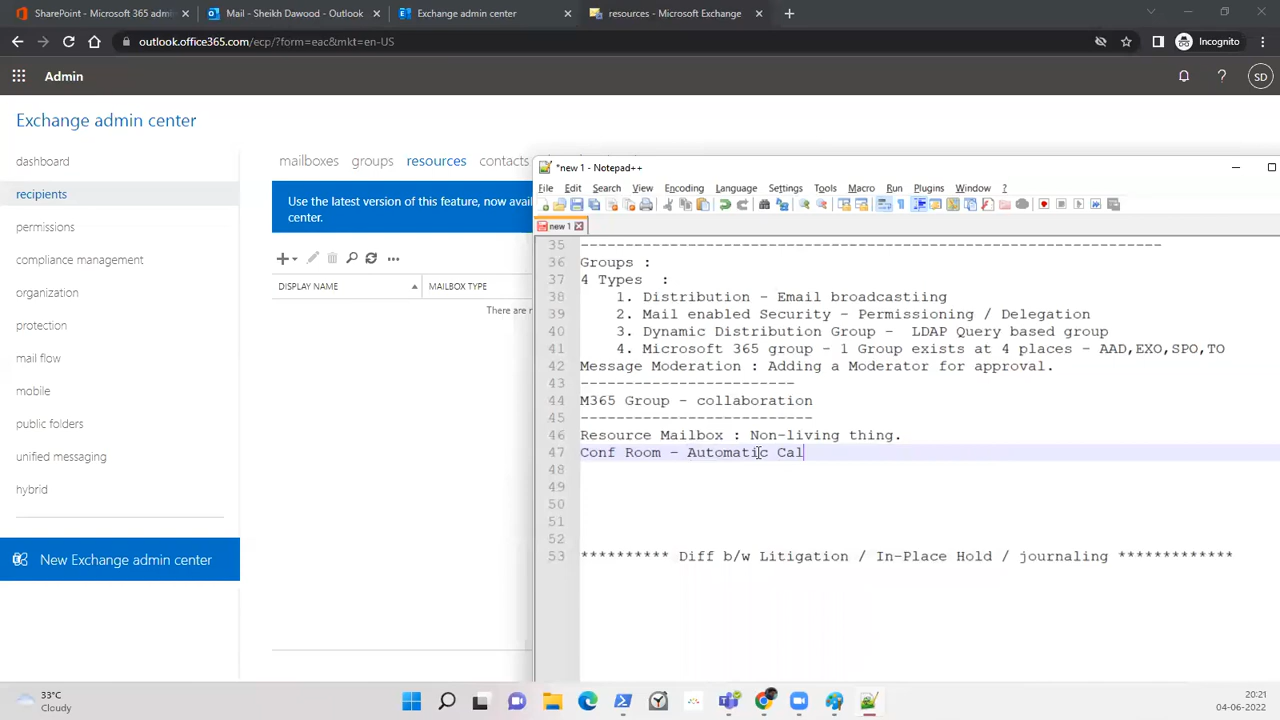 SharePoint - Microsoft 365 admin
Mail - Sheikh Dawood - Outlook
Exchange admin center
resources - Microsoft Exchange
outlook.office365.com/ecp/?form=eac&mkt=en-US
Incognito
Admin
SD
Exchange admin center
dashboard
recipients
permissions
compliance management
organization
protection
mail flow
mobile
public folders
unified messaging
hybrid
New Exchange admin center
mailboxes groups resources contacts
Use the latest version of this feature, now avail
center.
DISPLAY NAME
MAILBOX TYPE
There are n
*new 1 - Notepad++
File Edit Search View Encoding Language Settings Tools Macro Run Plugins Window ?
new 1
35 -----------------------------------------------------------------
36 Groups :
37 4 Types :
38 1. Distribution - Email broadcastiing
39 2. Mail enabled Security - Permissioning / Delegation
40 3. Dynamic Distribution Group - LDAP Query based group
41 4. Microsoft 365 group - 1 Group exists at 4 places - AAD,EXO,SPO,TO
42 Message Moderation : Adding a Moderator for approval.
43 ------------------------
44 M365 Group - collaboration
45 --------------------------
46 Resource Mailbox : Non-living thing.
47 Conf Room - Automatic Cal
48
49
50
51
52
53 ********** Diff b/w Litigation / In-Place Hold / journaling *************
33°C
Cloudy
20:21
04-06-2022